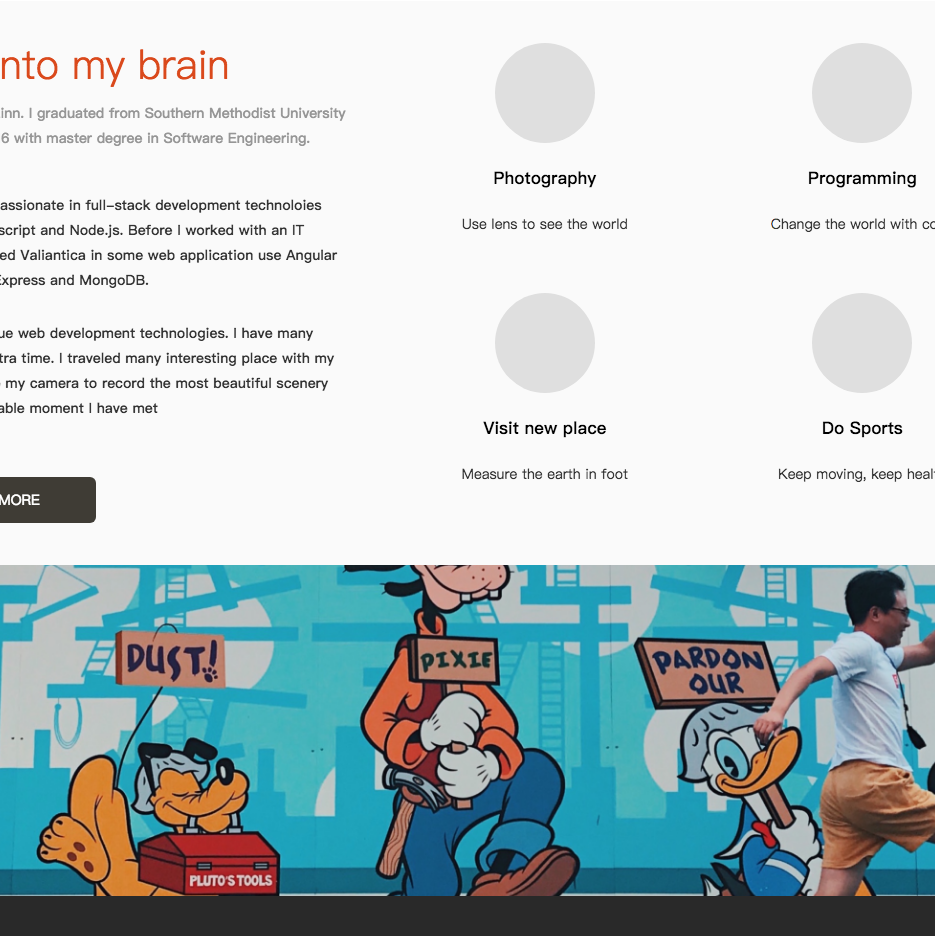 nto my brain
inn. I graduated from Southern Methodist University
6 with master degree in Software Engineering.
assionate in full-stack development technoloies
script and Node.js. Before I worked with an IT
ed Valiantica in some web application use Angular
Express and MongoDB.
ue web development technologies. I have many
tra time. I traveled many interesting place with my
my camera to record the most beautiful scenery
able moment I have met
MORE
Photography
Use lens to see the world
Programming
Change the world with co
Visit new place
Measure the earth in foot
Do Sports
Keep moving, keep heal
DUST!
PIXIE
PARDON
OUR
PLUTO'S TOOLS